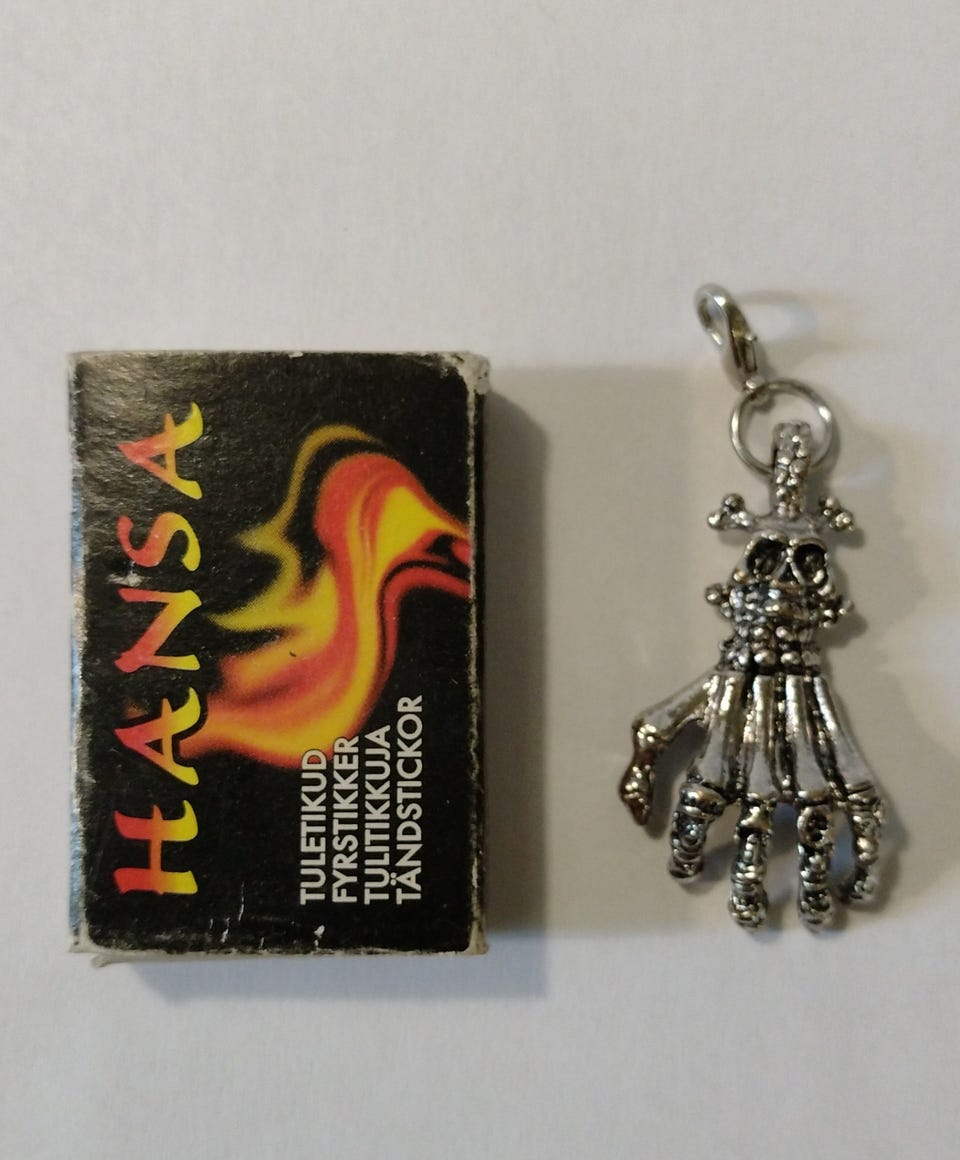 HANSA
TULETIKUD
FYRSTIKKER
TULITIKKUJA
TÄNDSTICKOR